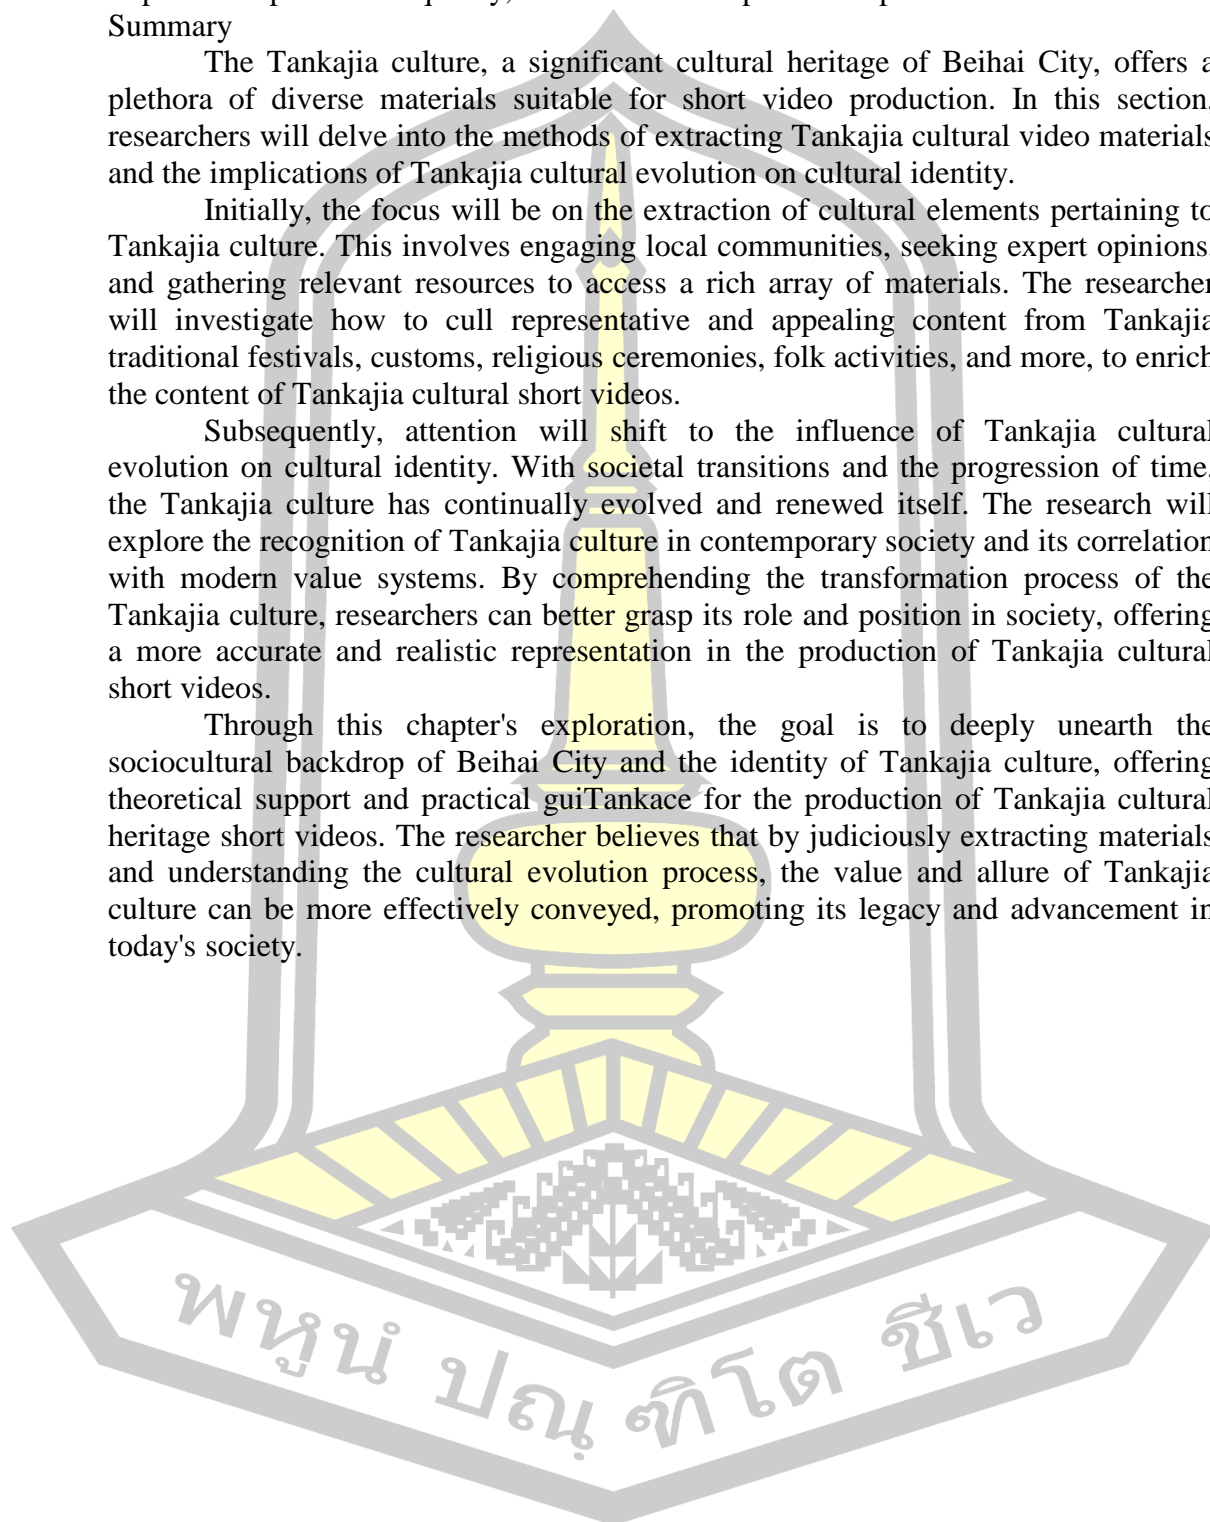 Summary
The Tankajia culture, a significant cultural heritage of Beihai City, offers a
plethora of diverse materials suitable for short video production. In this section,
researchers will delve into the methods of extracting Tankajia cultural video materials
and the implications of Tankajia cultural evolution on cultural identity.
Initially, the focus will be on the extraction of cultural elements pertaining to
Tankajia culture. This involves engaging local communities, seeking expert opinions,
and gathering relevant resources to access a rich array of materials. The researcher
will investigate how to cull representative and appealing content from Tankajia
traditional festivals, customs, religious ceremonies, folk activities, and more, to enrich
the content of Tankajia cultural short videos.
Subsequently, attention will shift to the influence of Tankajia cultural
evolution on cultural identity. With societal transitions and the progression of time,
the Tankajia culture has continually evolved and renewed itself. The research will
explore the recognition of Tankajia culture in contemporary society and its correlation
with modern value systems. By comprehending the transformation process of the
Tankajia culture, researchers can better grasp its role and position in society, offering
a more accurate and realistic representation in the production of Tankajia cultural
short videos.
Through this chapter's exploration, the goal is to deeply unearth the
sociocultural backdrop of Beihai City and the identity of Tankajia culture, offering
theoretical support and practical guiTankace for the production of Tankajia cultural
heritage short videos. The researcher believes that by judiciously extracting materials
and understanding the cultural evolution process, the value and allure of Tankajia
culture can be more effectively conveyed, promoting its legacy and advancement in
today's society.
พหูนํ ปณฺฑิโต ชีเว